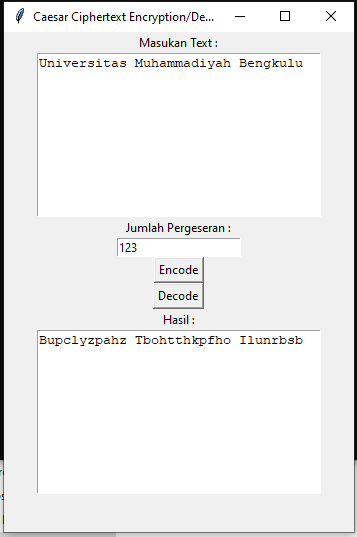 Caesar Ciphertext Encryption/De...
Masukan Text :
Universitas Muhammadiyah Bengkulu
Jumlah Pergeseran :
123
Encode
Decode
Hasil :
Bupclyzpahz Tbohtthkpfho Ilunrbsb